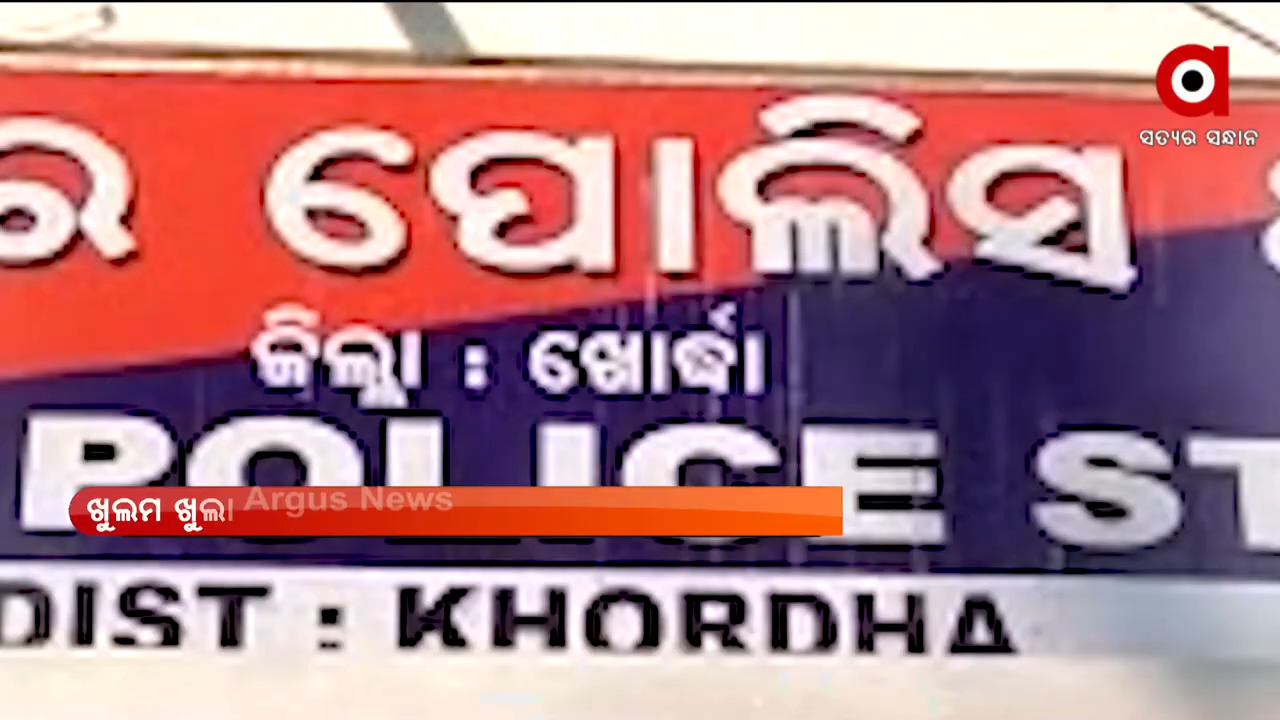 ସତ୍ୟର ସନ୍ଧାନ
ର ପୋଲିସ
ଜିଲ୍ଲା : ଖୋର୍ଦ୍ଧା
POLICE ST
ଖୁଲମ ଖୁଲା
Argus News
DIST : KHORDHA